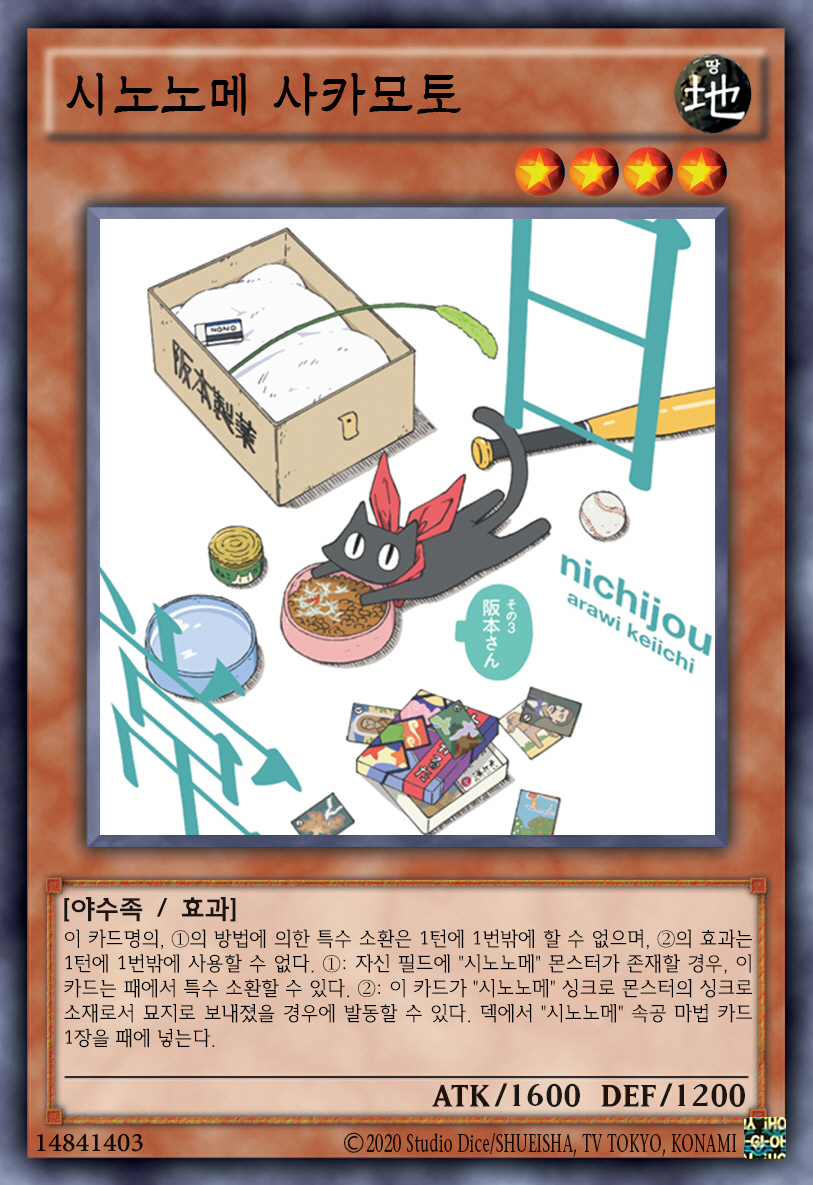 시노노메 사카모토
땅
地
MONO
阪本製薬
nichijou
arawi keiichi
その3
阪本さん
[야수족 / 효과]
이 카드명의, ①의 방법에 의한 특수 소환은 1턴에 1번밖에 할 수 없으며, ②의 효과는
1턴에 1번밖에 사용할 수 없다. ①: 자신 필드에 "시노노메" 몬스터가 존재할 경우, 이
카드는 패에서 특수 소환할 수 있다. ②: 이 카드가 "시노노메" 싱크로 몬스터의 싱크로
소재로서 묘지로 보내졌을 경우에 발동할 수 있다. 덱에서 "시노노메" 속공 마법 카드
1장을 패에 넣는다.
ATK/1600 DEF/1200
14841403
©2020 Studio Dice/SHUEISHA, TV TOKYO, KONAMI